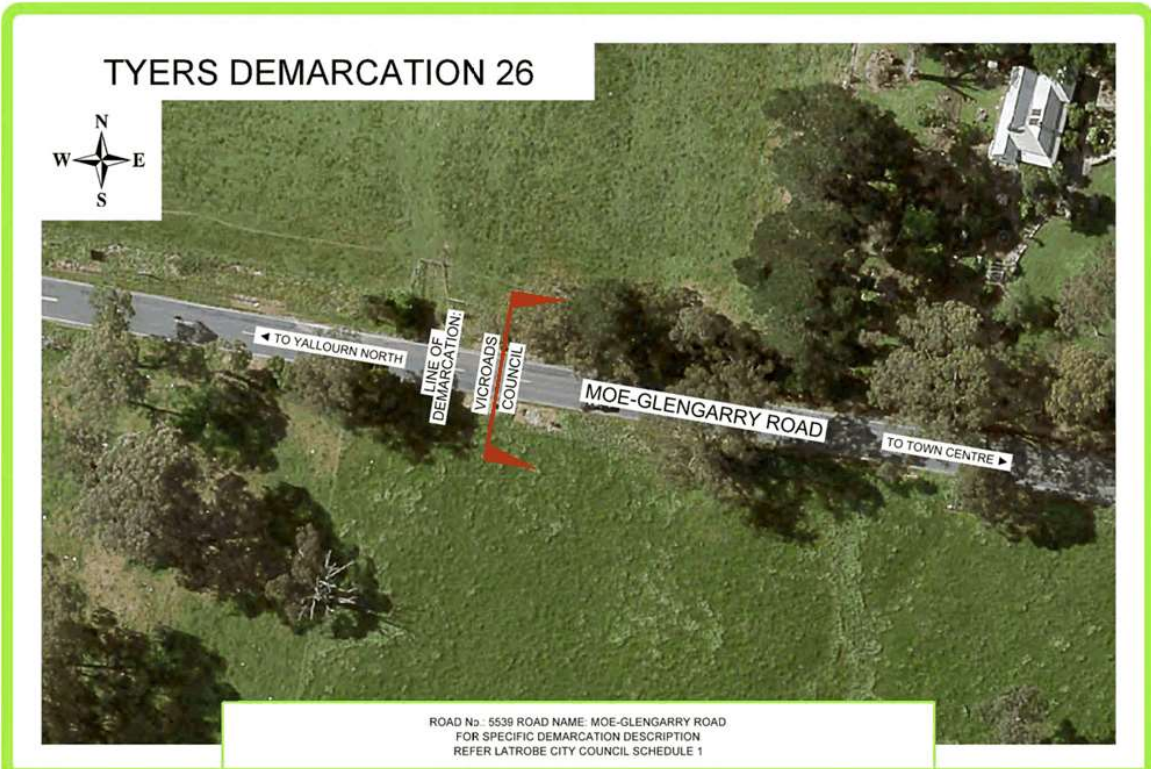 TYERS DEMARCATION 26
N
W E
S
◄ TO YALLOURN NORTH
LINE OF
DEMARCATION:
VICROADS
COUNCIL
MOE-GLENGARRY ROAD
TO TOWN CENTRE ►
ROAD No.: 5539 ROAD NAME: MOE-GLENGARRY ROAD
FOR SPECIFIC DEMARCATION DESCRIPTION
REFER LATROBE CITY COUNCIL SCHEDULE 1